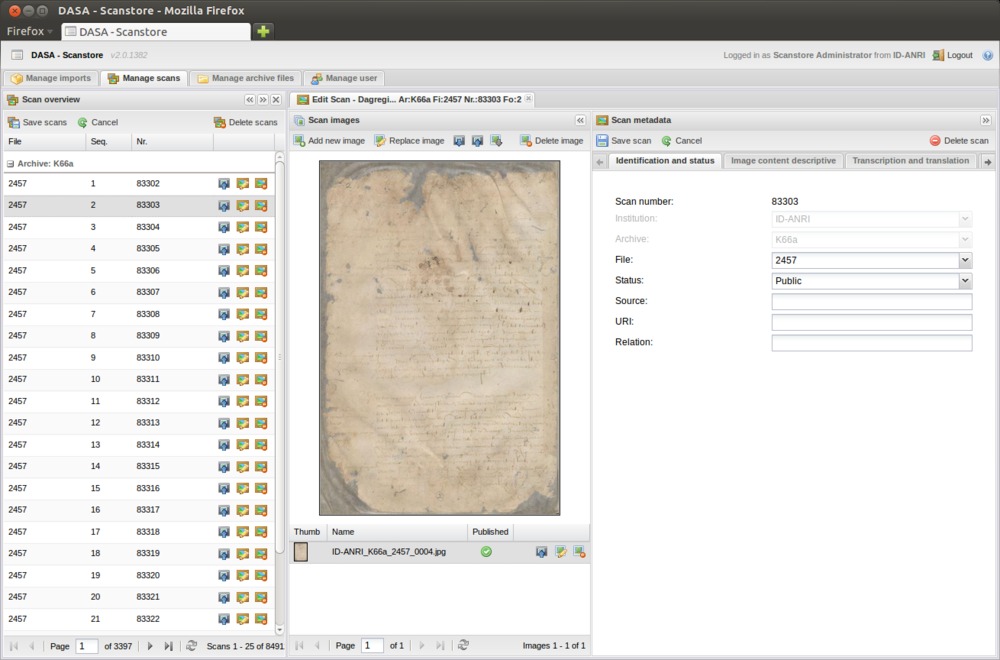 DASA - Scanstore - Mozilla Firefox
Firefox
DASA - Scanstore
DASA - Scanstore v2.0.1382
Logged in as Scanstore Administrator from ID-ANRI Logout
Manage imports
Manage scans
Manage archive files
Manage user
Scan overview
Save scans Cancel Delete scans
File Seq. Nr.
Archive: K66a
2457 1 83302
2457 2 83303
2457 3 83304
2457 4 83305
2457 5 83306
2457 6 83307
2457 7 83308
2457 8 83309
2457 9 83310
2457 10 83311
2457 11 83312
2457 12 83313
2457 13 83314
2457 14 83315
2457 15 83316
2457 16 83317
2457 17 83318
2457 18 83319
2457 19 83320
2457 20 83321
2457 21 83322
Page 1 of 3397 Scans 1 - 25 of 8491
Edit Scan - Dagregi... Ar:K66a Fi:2457 Nr.:83303 Fo:2
Scan images
Add new image Replace image Delete image
Thumb Name Published
ID-ANRI_K66a_2457_0004.jpg
Page 1 of 1 Images 1 - 1 of 1
Scan metadata
Save scan Cancel Delete scan
Identification and status
Image content descriptive
Transcription and translation
Scan number: 83303
Institution: ID-ANRI
Archive: K66a
File: 2457
Status: Public
Source:
URI:
Relation: